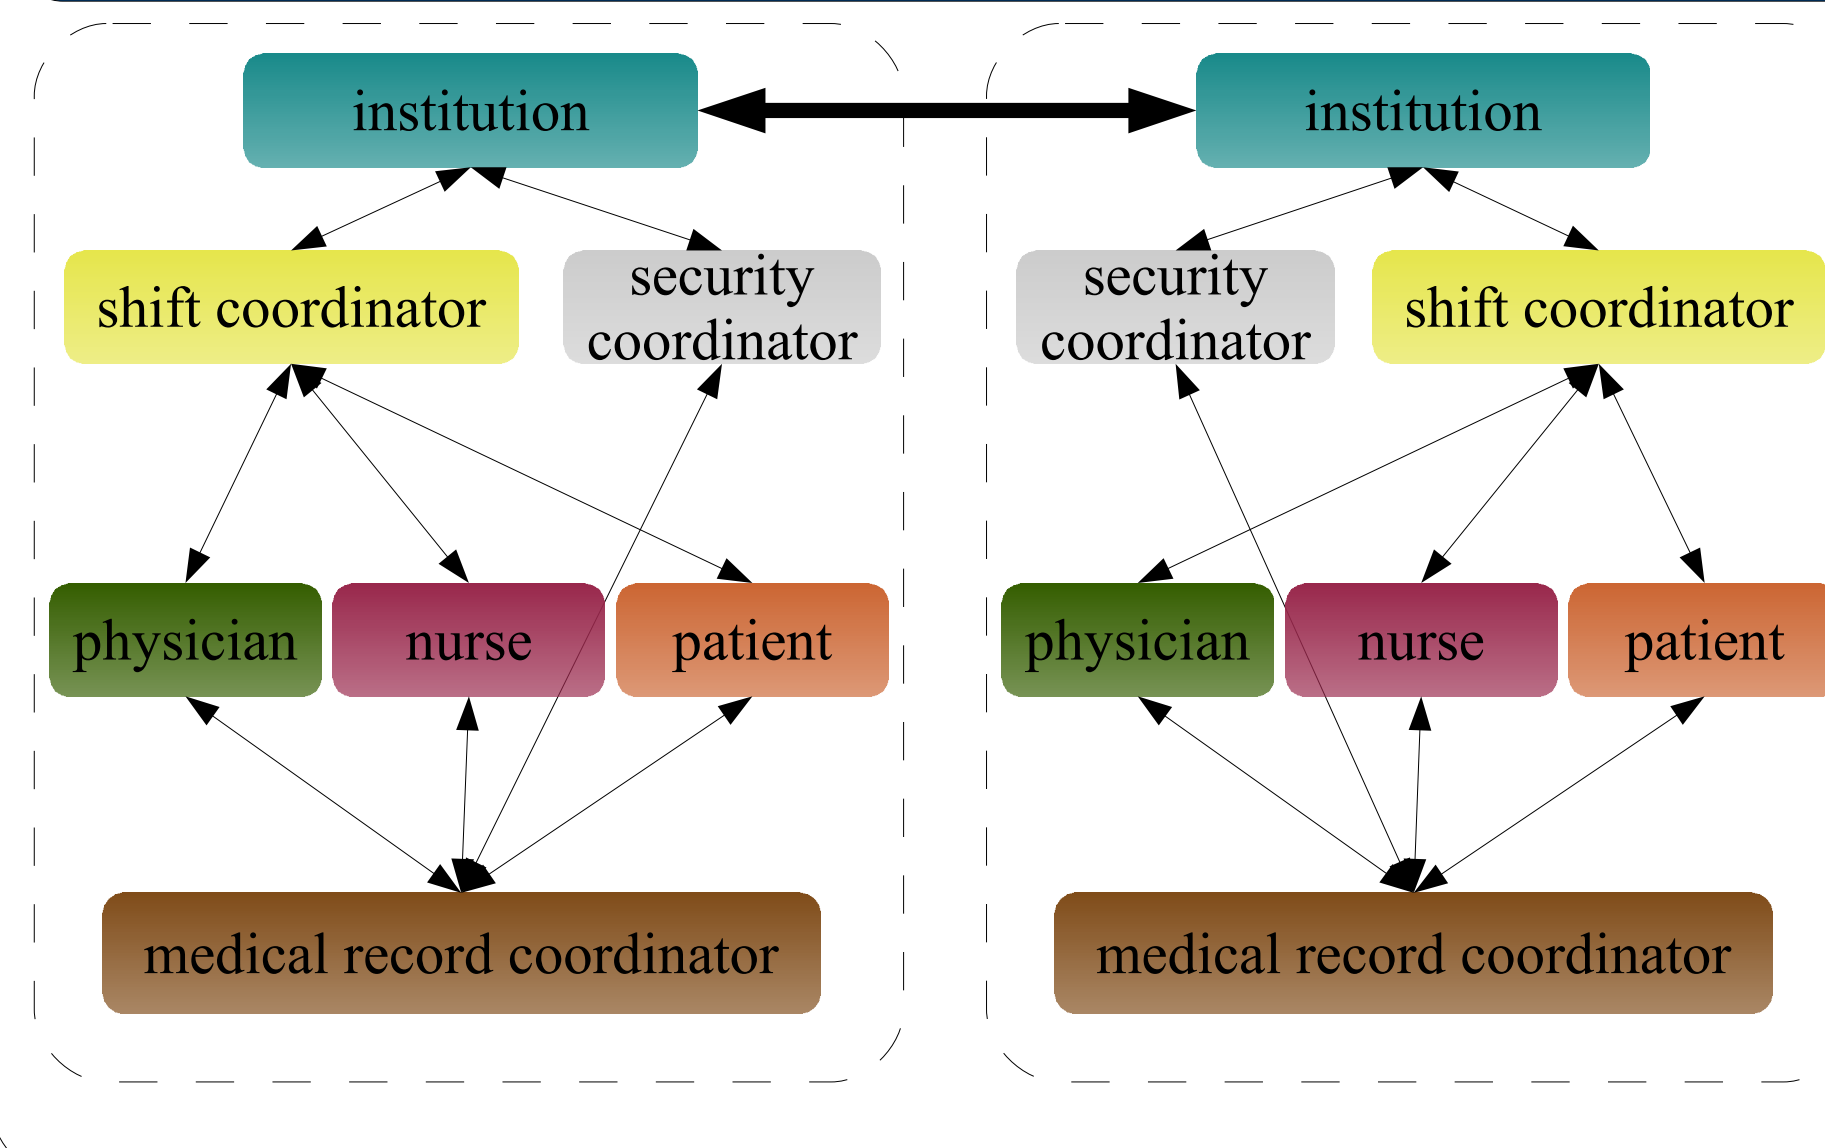 institution
shift coordinator
security
coordinator
physician
nurse
patient
medical record coordinator
institution
security
coordinator
shift coordinator
physician
nurse
patient
medical record coordinator